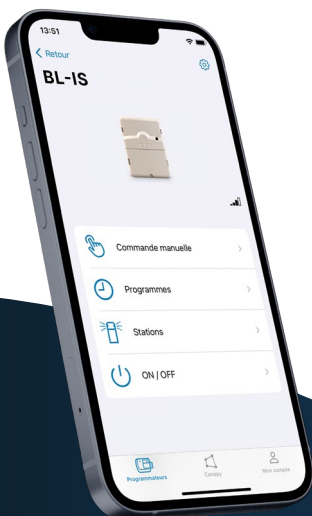 13:51
Retour
BL-IS
Commande manuelle
Programmes
Stations
ON / OFF
Programmateurs
Canopy
Mon compte